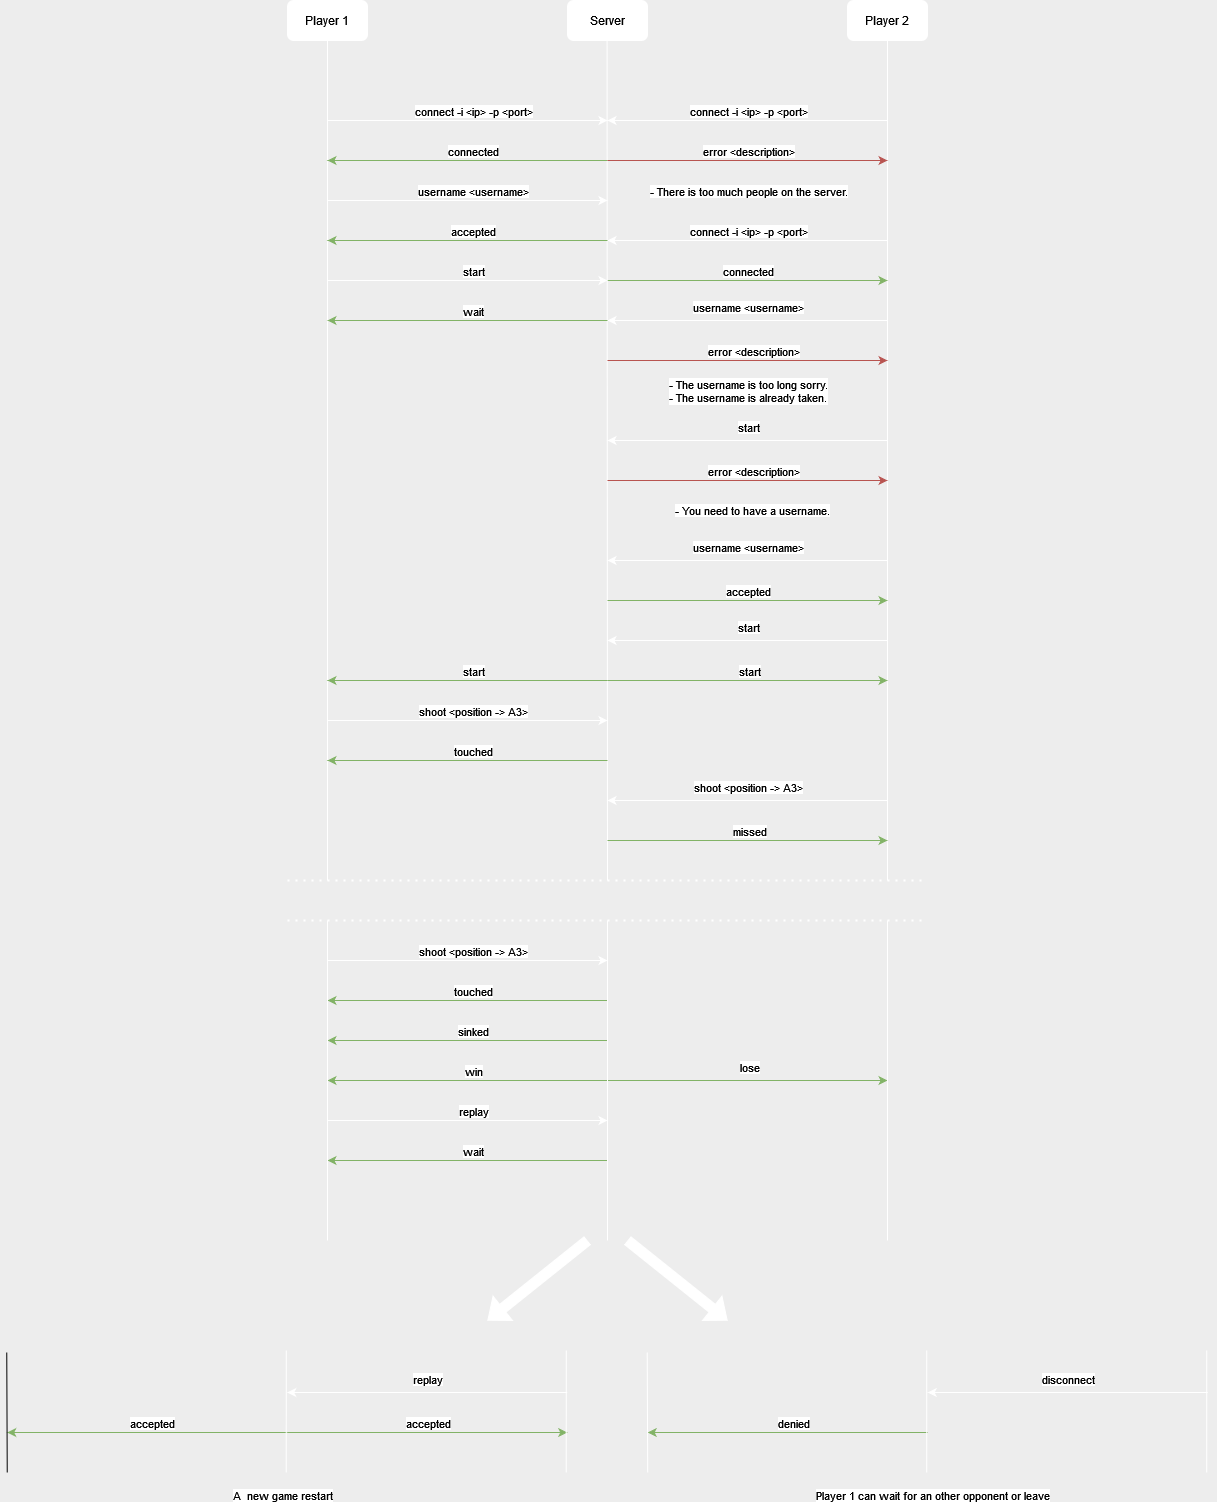 Player 1
Server
Player 2
connect -i <ip> -p <port>
connect -i <ip> -p <port>
connected
error <description>
username <username>
- There is too much people on the server.
accepted
connect -i <ip> -p <port>
start
connected
wait
username <username>
error <description>
- The username is too long sorry.
- The username is already taken.
start
error <description>
- You need to have a username.
username <username>
accepted
start
start
start
shoot <position -> A3>
touched
shoot <position -> A3>
missed
shoot <position -> A3>
touched
sinked
win
lose
replay
wait
replay
disconnect
accepted
accepted
denied
A new game restart
Player 1 can wait for an other opponent or leave